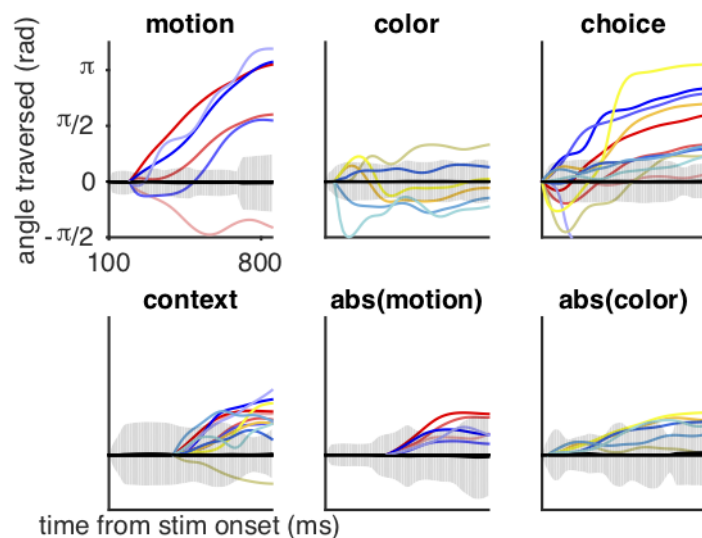 motion
color
choice
angle traversed (rad)
π
π/2
0
-π/2
100
800
context
abs(motion)
abs(color)
time from stim onset (ms)